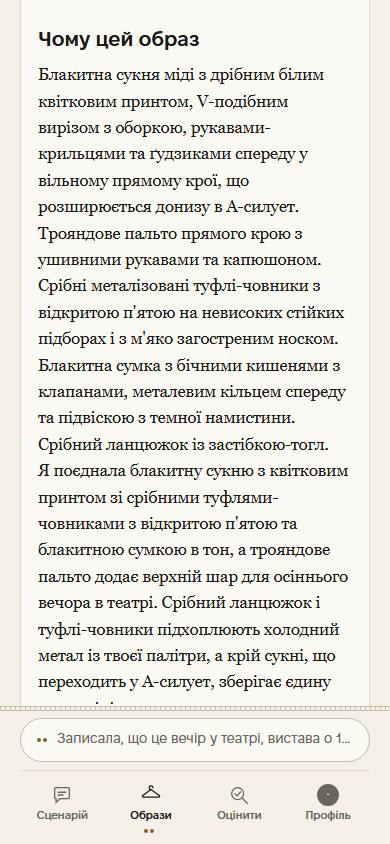 Чому цей образ
Блакитна сукня міді з дрібним білим
квітковим принтом, V-подібним
вирізом з оборкою, рукавами-
крильцями та ґудзиками спереду у
вільному прямому крої, що
розширюється донизу в А-силует.
Трояндове пальто прямого крою з
ушивними рукавами та капюшоном.
Срібні металізовані туфлі-човники з
відкритою п'ятою на невисоких стійких
підборах і з м'яко загостреним носком.
Блакитна сумка з бічними кишенями з
клапанами, металевим кільцем спереду
та підвіскою з темної намистини.
Срібний ланцюжок із застібкою-тогл.
Я поєднала блакитну сукню з квітковим
принтом зі срібними туфлями-
човниками з відкритою п'ятою та
блакитною сумкою в тон, а трояндове
пальто додає верхній шар для осіннього
вечора в театрі. Срібний ланцюжок і
туфлі-човники підхоплюють холодний
метал із твоєї палітри, а крій сукні, що
переходить у А-силует, зберігає єдину
Записала, що це вечір у театрі, вистава о 1...
Сценарій
Образи
Оцінити
Профіль